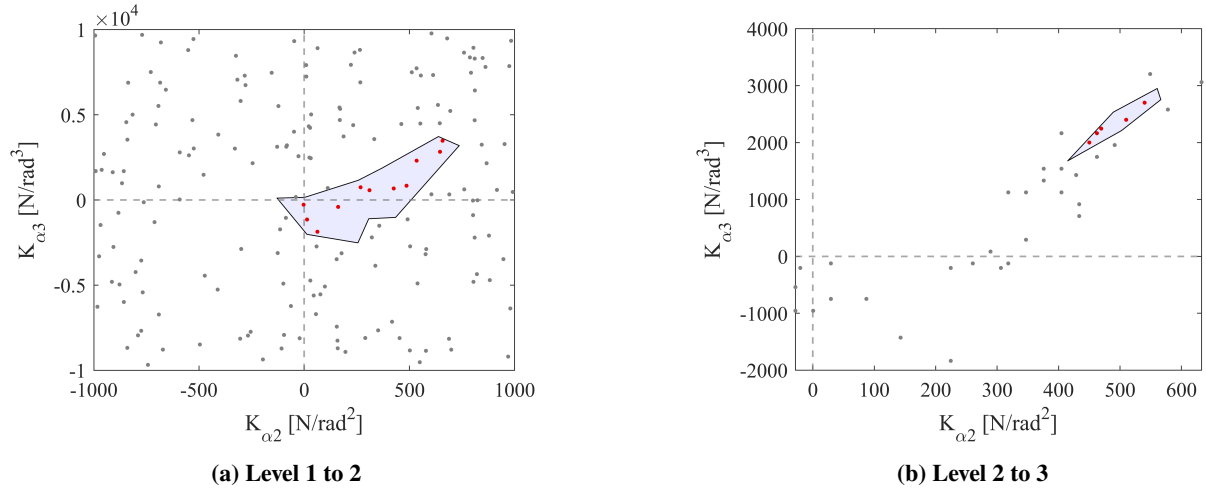 ×10⁴
1
0.5
0
-0.5
-1
-1000 -500 0 500 1000
K_α3 [N/rad³]
K_α2 [N/rad²]
(a) Level 1 to 2
4000
3000
2000
1000
0
-1000
-2000
0 100 200 300 400 500 600
K_α3 [N/rad³]
K_α2 [N/rad²]
(b) Level 2 to 3